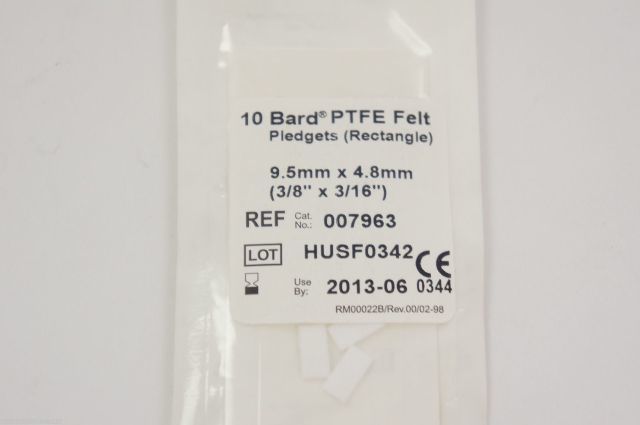 10 Bard® PTFE Felt
Pledgets (Rectangle)
9.5mm x 4.8mm
(3/8" x 3/16")
REF Cat. No.: 007963
LOT HUSF0342
Use By: 2013-06 CE 0344
RM00022B/Rev.00/02-98